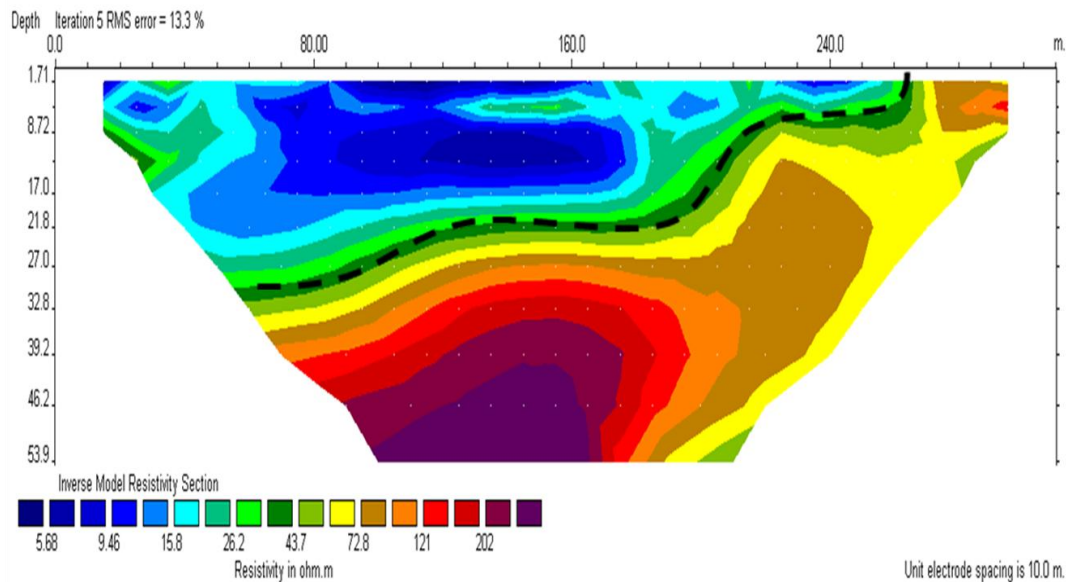 Depth Iteration 5 RMS error = 13.3 %
0.0 80.00 160.0 240.0 m.
1.71
8.72
17.0
21.8
27.0
32.8
39.2
46.2
53.9
Inverse Model Resistivity Section
5.68 9.46 15.8 26.2 43.7 72.8 121 202
Resistivity in ohm.m
Unit electrode spacing is 10.0 m.